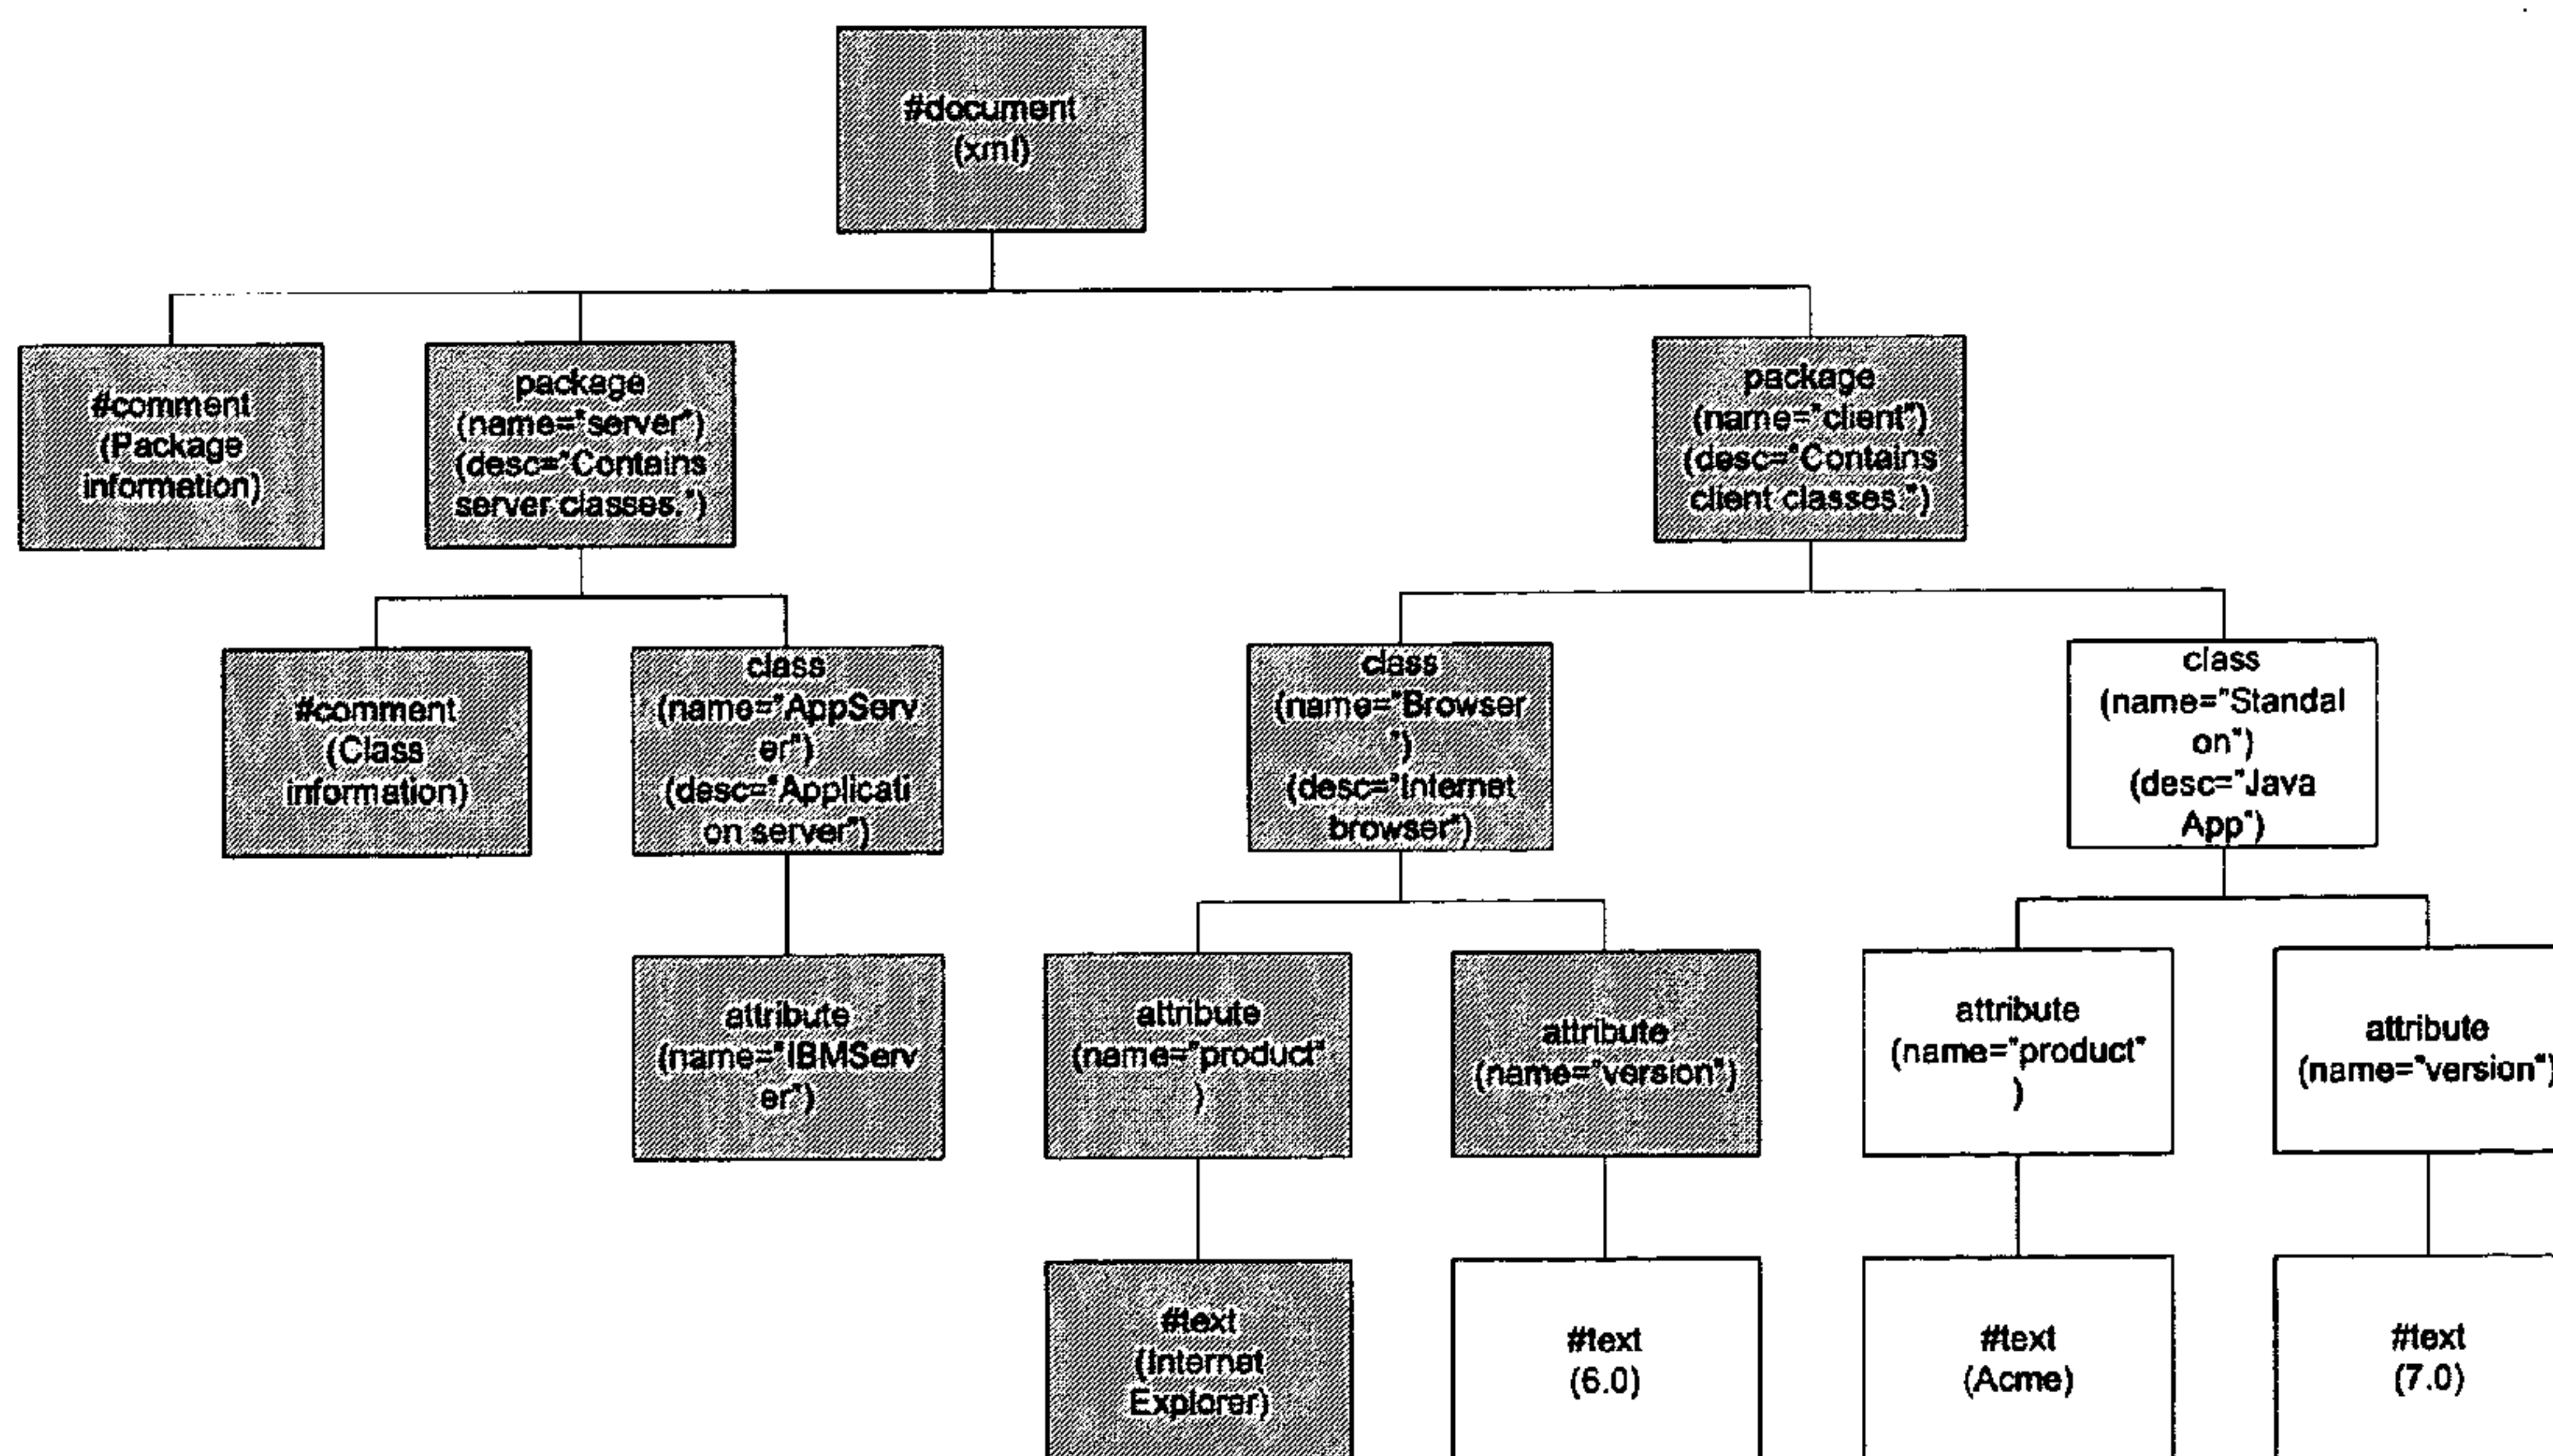 #document
(xml)
#comment
(Package
information)
package
(name="server")
(desc="Contains
server classes.")
package
(name="client")
(desc="Contains
client classes.")
#comment
(Class
information)
class
(name="AppServ
er")
(desc="Applicati
on server")
class
(name="Browser
")
(desc="Internet
browser")
class
(name="Standal
on")
(desc="Java
App")
attribute
(name="IBMServ
er")
attribute
(name="product"
)
attribute
(name="version")
attribute
(name="product"
)
attribute
(name="version")
#text
(Internet
Explorer)
#text
(6.0)
#text
(Acme)
#text
(7.0)